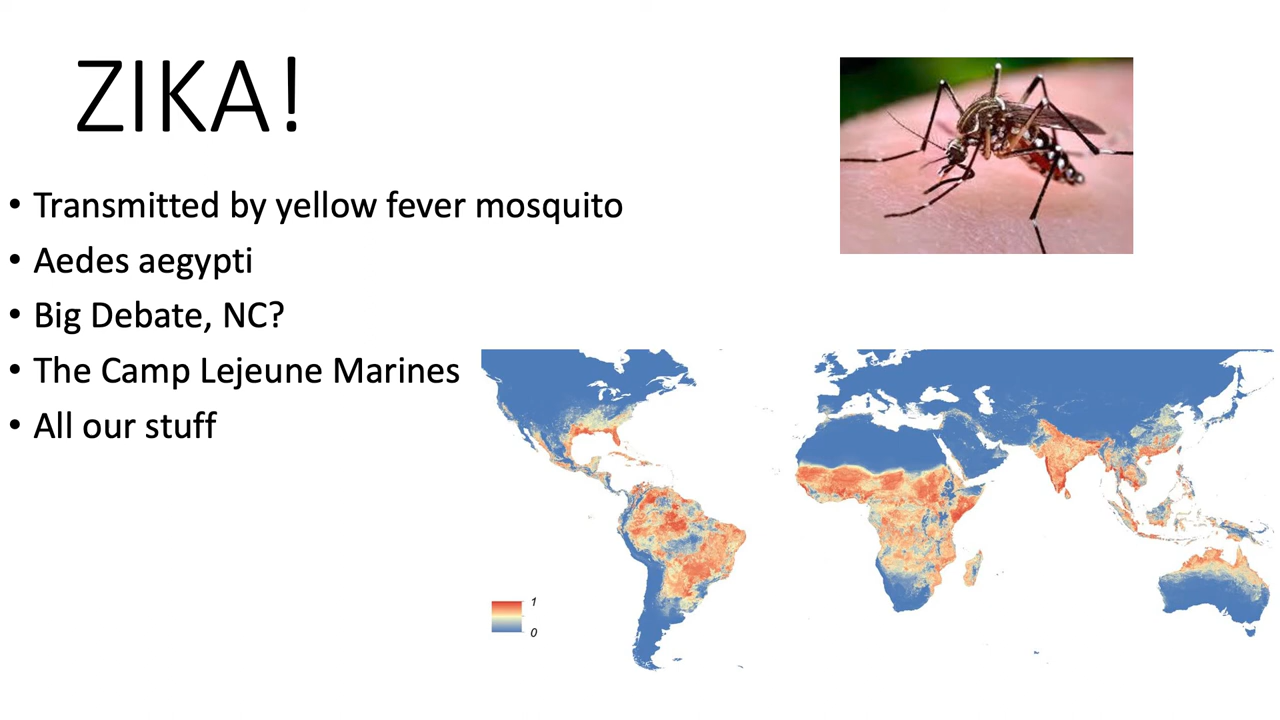 ZIKA!
• Transmitted by yellow fever mosquito
• Aedes aegypti
• Big Debate, NC?
• The Camp Lejeune Marines
• All our stuff
1
0